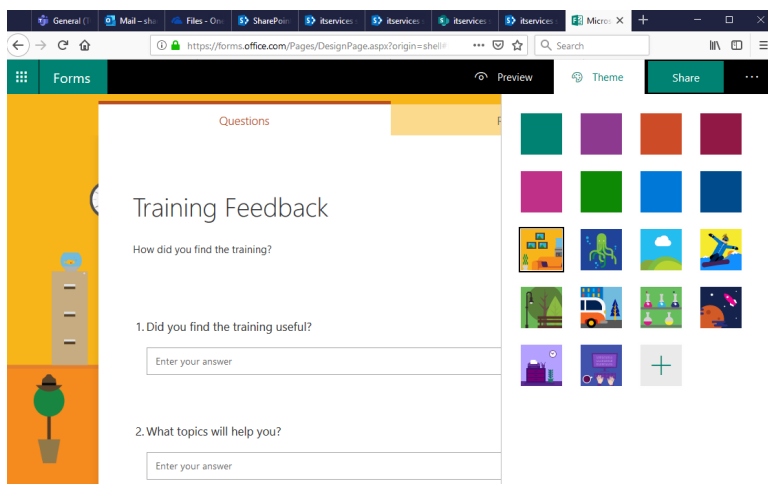 General (T
Mail – sha
Files - One
SharePoin
itservices
itservices
itservices
itservices
Micros
https://forms.office.com/Pages/DesignPage.aspx?origin=shell
Search
Forms
Preview
Theme
Share
Questions
Training Feedback
How did you find the training?
1. Did you find the training useful?
Enter your answer
2. What topics will help you?
Enter your answer